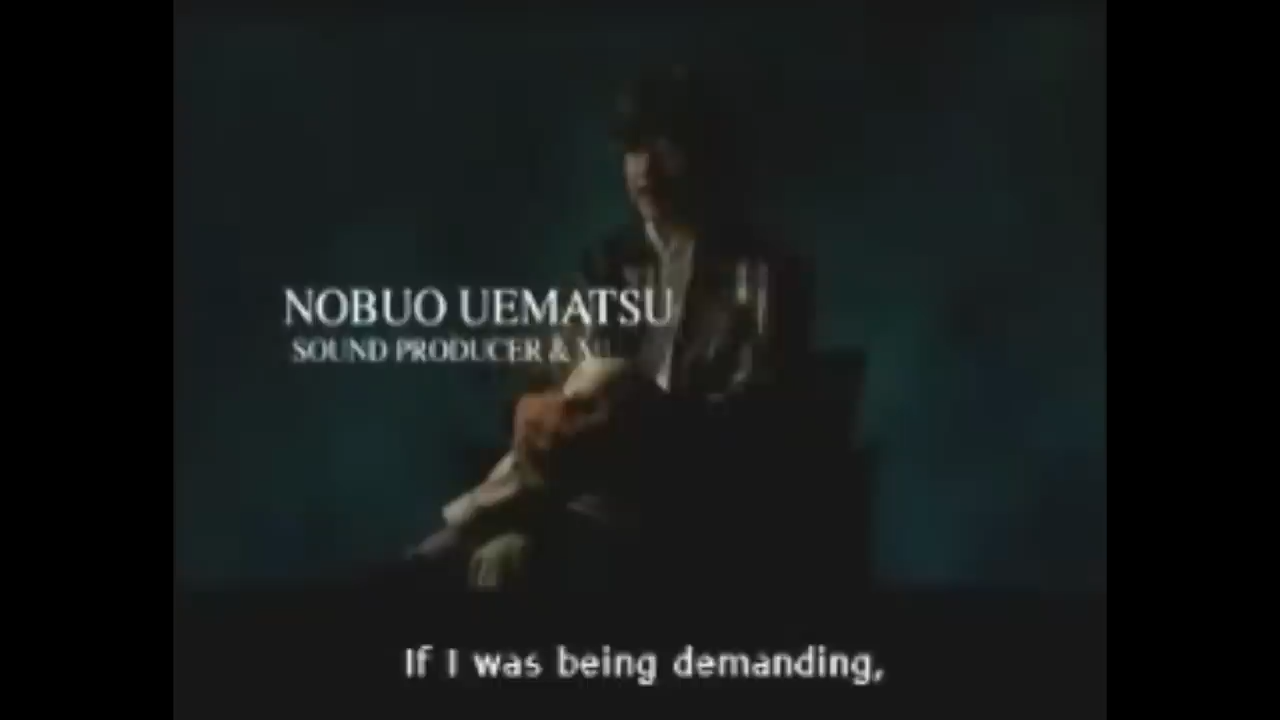 NOBUO UEMATSU
SOUND PRODUCER &
If I was being demanding,